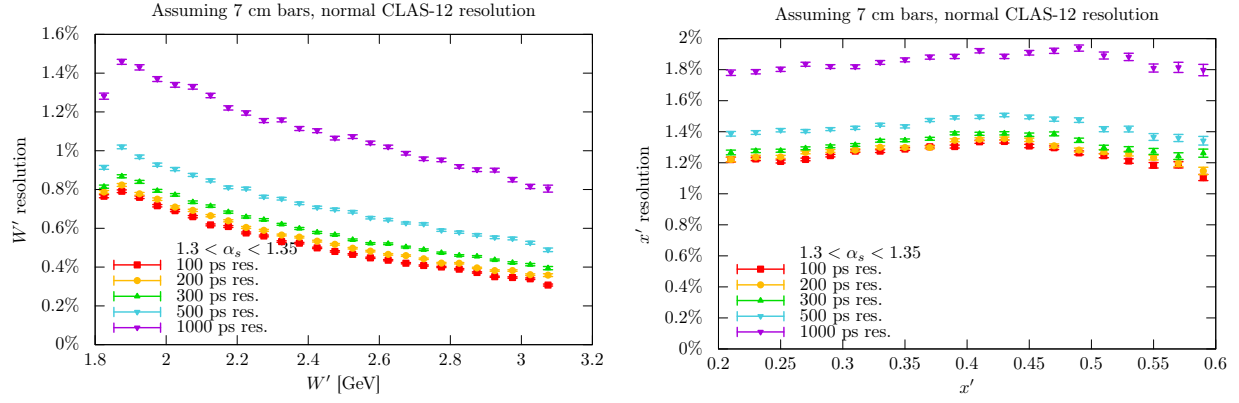 Assuming 7 cm bars, normal CLAS-12 resolution
1.6%
1.4%
1.2%
1%
0.8%
0.6%
0.4%
0.2%
0%
W′ resolution
1.3 < α_s < 1.35
100 ps res.
200 ps res.
300 ps res.
500 ps res.
1000 ps res.
1.8 2 2.2 2.4 2.6 2.8 3 3.2
W′ [GeV]
Assuming 7 cm bars, normal CLAS-12 resolution
2%
1.8%
1.6%
1.4%
1.2%
1%
0.8%
0.6%
0.4%
0.2%
0%
x′ resolution
1.3 < α_s < 1.35
100 ps res.
200 ps res.
300 ps res.
500 ps res.
1000 ps res.
0.2 0.25 0.3 0.35 0.4 0.45 0.5 0.55 0.6
x′